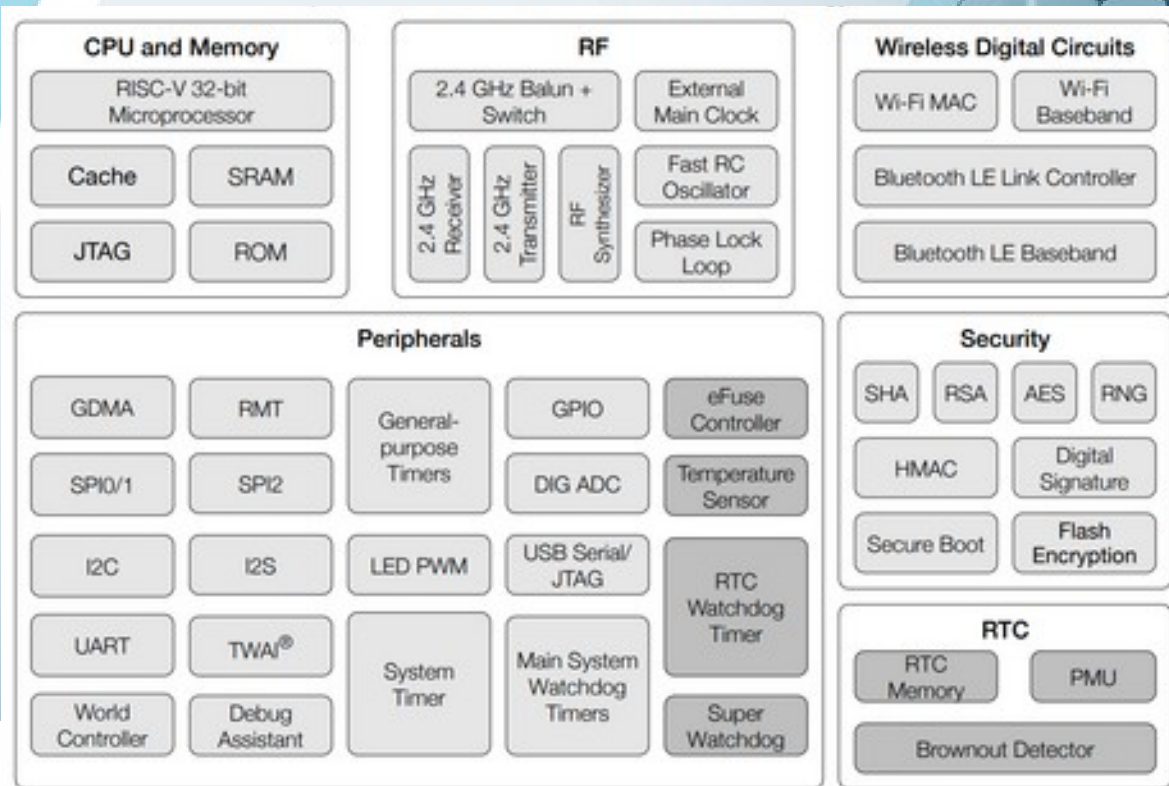 CPU and Memory
RISC-V 32-bit
Microprocessor
Cache
SRAM
JTAG
ROM
RF
2.4 GHz Balun +
Switch
External
Main Clock
2.4 GHz
Receiver
2.4 GHz
Transmitter
RF
Synthesizer
Fast RC
Oscillator
Phase Lock
Loop
Wireless Digital Circuits
Wi-Fi MAC
Wi-Fi
Baseband
Bluetooth LE Link Controller
Bluetooth LE Baseband
Peripherals
GDMA
RMT
General-
purpose
Timers
GPIO
eFuse
Controller
SPI0/1
SPI2
DIG ADC
Temperature
Sensor
I2C
I2S
LED PWM
USB Serial/
JTAG
RTC
Watchdog
Timer
UART
TWAI®
System
Timer
Main System
Watchdog
Timers
World
Controller
Debug
Assistant
Super
Watchdog
Security
SHA
RSA
AES
RNG
HMAC
Digital
Signature
Secure Boot
Flash
Encryption
RTC
RTC
Memory
PMU
Brownout Detector